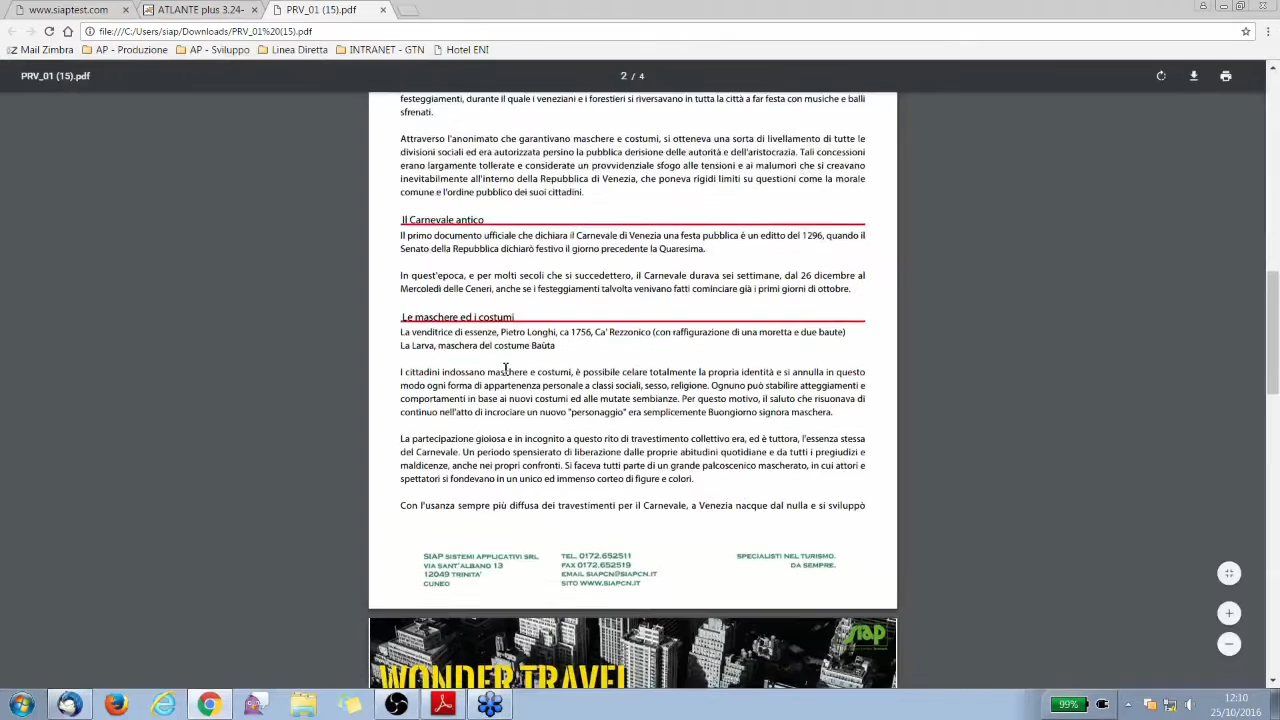 www.siaptest.com
ATLANTE plus 3.24-
PRV_01 (15).pdf
file:///C:/Users/siap/Downloads/PRV_01%20(15).pdf
Mail Zimbra
AP - Produzione
AP - Sviluppo
Linea Diretta
INTRANET - GTN
Hotel ENI
PRV_01 (15).pdf
2 / 4
festeggiamenti, durante il quale i veneziani e i forestieri si riversavano in tutta la città a far festa con musiche e balli
sfrenati.
Attraverso l'anonimato che garantivano maschere e costumi, si otteneva una sorta di livellamento di tutte le
divisioni sociali ed era autorizzata persino la pubblica derisione delle autorità e dell'aristocrazia. Tali concessioni
erano largamente tollerate e considerate un provvidenziale sfogo alle tensioni e ai malumori che si creavano
inevitabilmente all'interno della Repubblica di Venezia, che poneva rigidi limiti su questioni come la morale
comune e l'ordine pubblico dei suoi cittadini.
Il Carnevale antico
Il primo documento ufficiale che dichiara il Carnevale di Venezia una festa pubblica è un editto del 1296, quando il
Senato della Repubblica dichiarò festivo il giorno precedente la Quaresima.
In quest'epoca, e per molti secoli che si succedettero, il Carnevale durava sei settimane, dal 26 dicembre al
Mercoledì delle Ceneri, anche se i festeggiamenti talvolta venivano fatti cominciare già i primi giorni di ottobre.
Le maschere ed i costumi
La venditrice di essenze, Pietro Longhi, ca 1756, Ca' Rezzonico (con raffigurazione di una moretta e due baute)
La Larva, maschera del costume Baùta
I cittadini indossano maschere e costumi, è possibile celare totalmente la propria identità e si annulla in questo
modo ogni forma di appartenenza personale a classi sociali, sesso, religione. Ognuno può stabilire atteggiamenti e
comportamenti in base ai nuovi costumi ed alle mutate sembianze. Per questo motivo, il saluto che risuonava di
continuo nell'atto di incrociare un nuovo "personaggio" era semplicemente Buongiorno signora maschera.
La partecipazione gioiosa e in incognito a questo rito di travestimento collettivo era, ed è tuttora, l'essenza stessa
del Carnevale. Un periodo spensierato di liberazione dalle proprie abitudini quotidiane e da tutti i pregiudizi e
maldicenze, anche nei propri confronti. Si faceva tutti parte di un grande palcoscenico mascherato, in cui attori e
spettatori si fondevano in un unico ed immenso corteo di figure e colori.
Con l'usanza sempre più diffusa dei travestimenti per il Carnevale, a Venezia nacque dal nulla e si sviluppò
SIAP SISTEMI APPLICATIVI SRL
VIA SANT'ALBANO 13
12049 TRINITA'
CUNEO
TEL. 0172.652511
FAX 0172.652519
EMAIL SIAPCN@SIAPCN.IT
SITO WWW.SIAPCN.IT
SPECIALISTI NEL TURISMO.
DA SEMPRE.
siap
WONDER TRAVEL
99%
12:10
25/10/2016